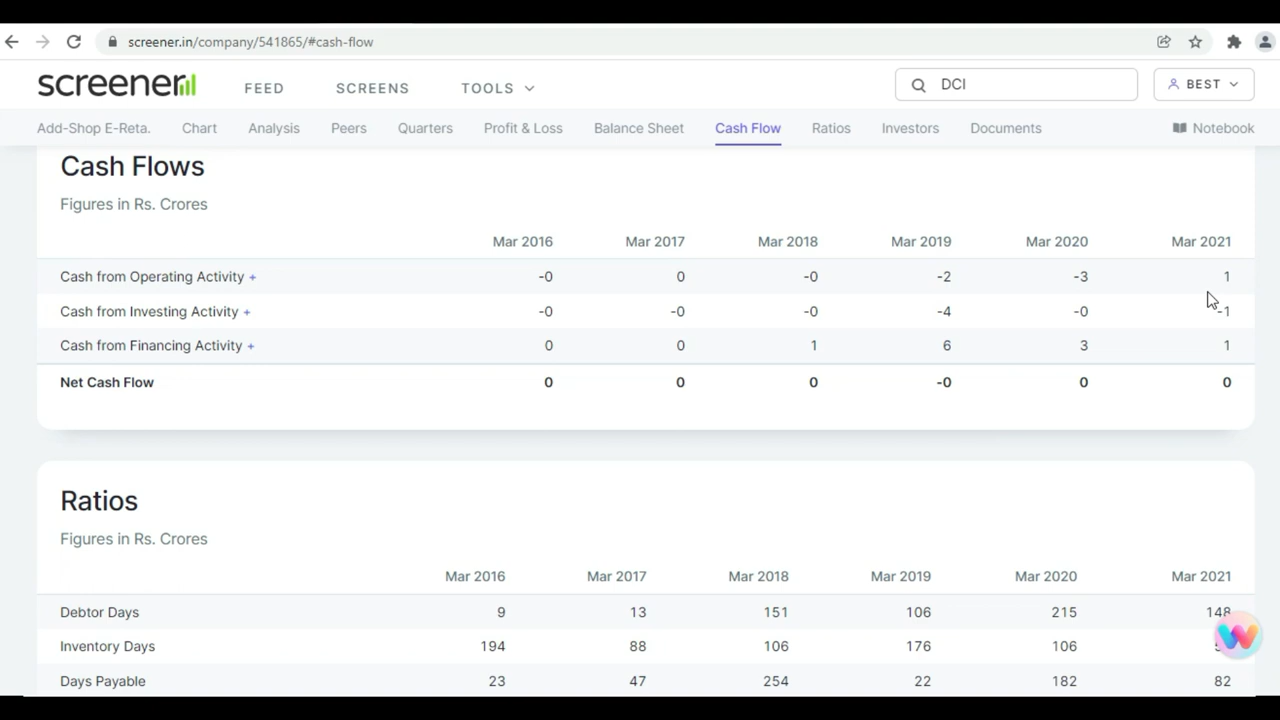 screener.in/company/541865/#cash-flow
screener FEED SCREENS TOOLS DCI BEST
Add-Shop E-Reta. Chart Analysis Peers Quarters Profit & Loss Balance Sheet Cash Flow Ratios Investors Documents Notebook
Cash Flows
Figures in Rs. Crores
Mar 2016 Mar 2017 Mar 2018 Mar 2019 Mar 2020 Mar 2021
Cash from Operating Activity + -0 0 -0 -2 -3 1
Cash from Investing Activity + -0 -0 -0 -4 -0 -1
Cash from Financing Activity + 0 0 1 6 3 1
Net Cash Flow 0 0 0 -0 0 0
Ratios
Figures in Rs. Crores
Mar 2016 Mar 2017 Mar 2018 Mar 2019 Mar 2020 Mar 2021
Debtor Days 9 13 151 106 215 148
Inventory Days 194 88 106 176 106
Days Payable 23 47 254 22 182 82